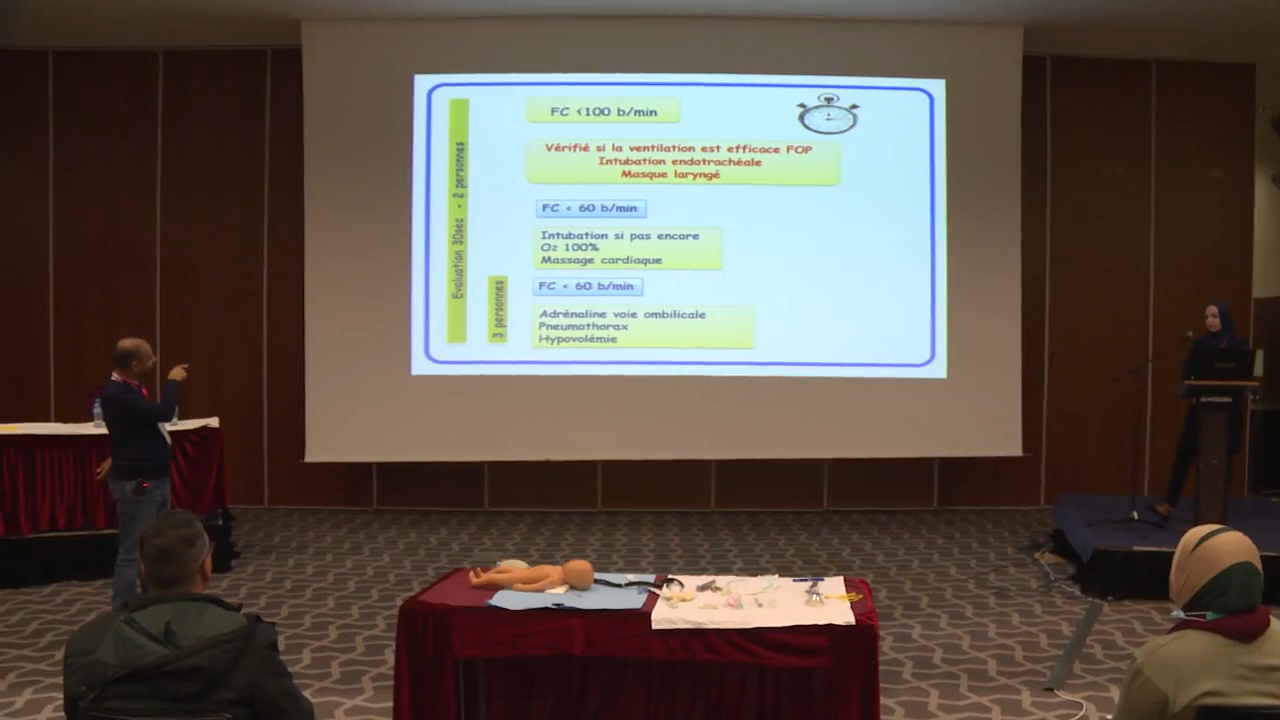 FC <100 b/min
Vérifié si la ventilation est efficace FOP
Intubation endotrachéale
Masque laryngé
FC < 60 b/min
Intubation si pas encore
O2 100%
Massage cardiaque
FC < 60 b/min
Adrénaline voie ombilicale
Pneumothorax
Hypovolémie
Evaluation 30sec - 2 personnes
3 personnes